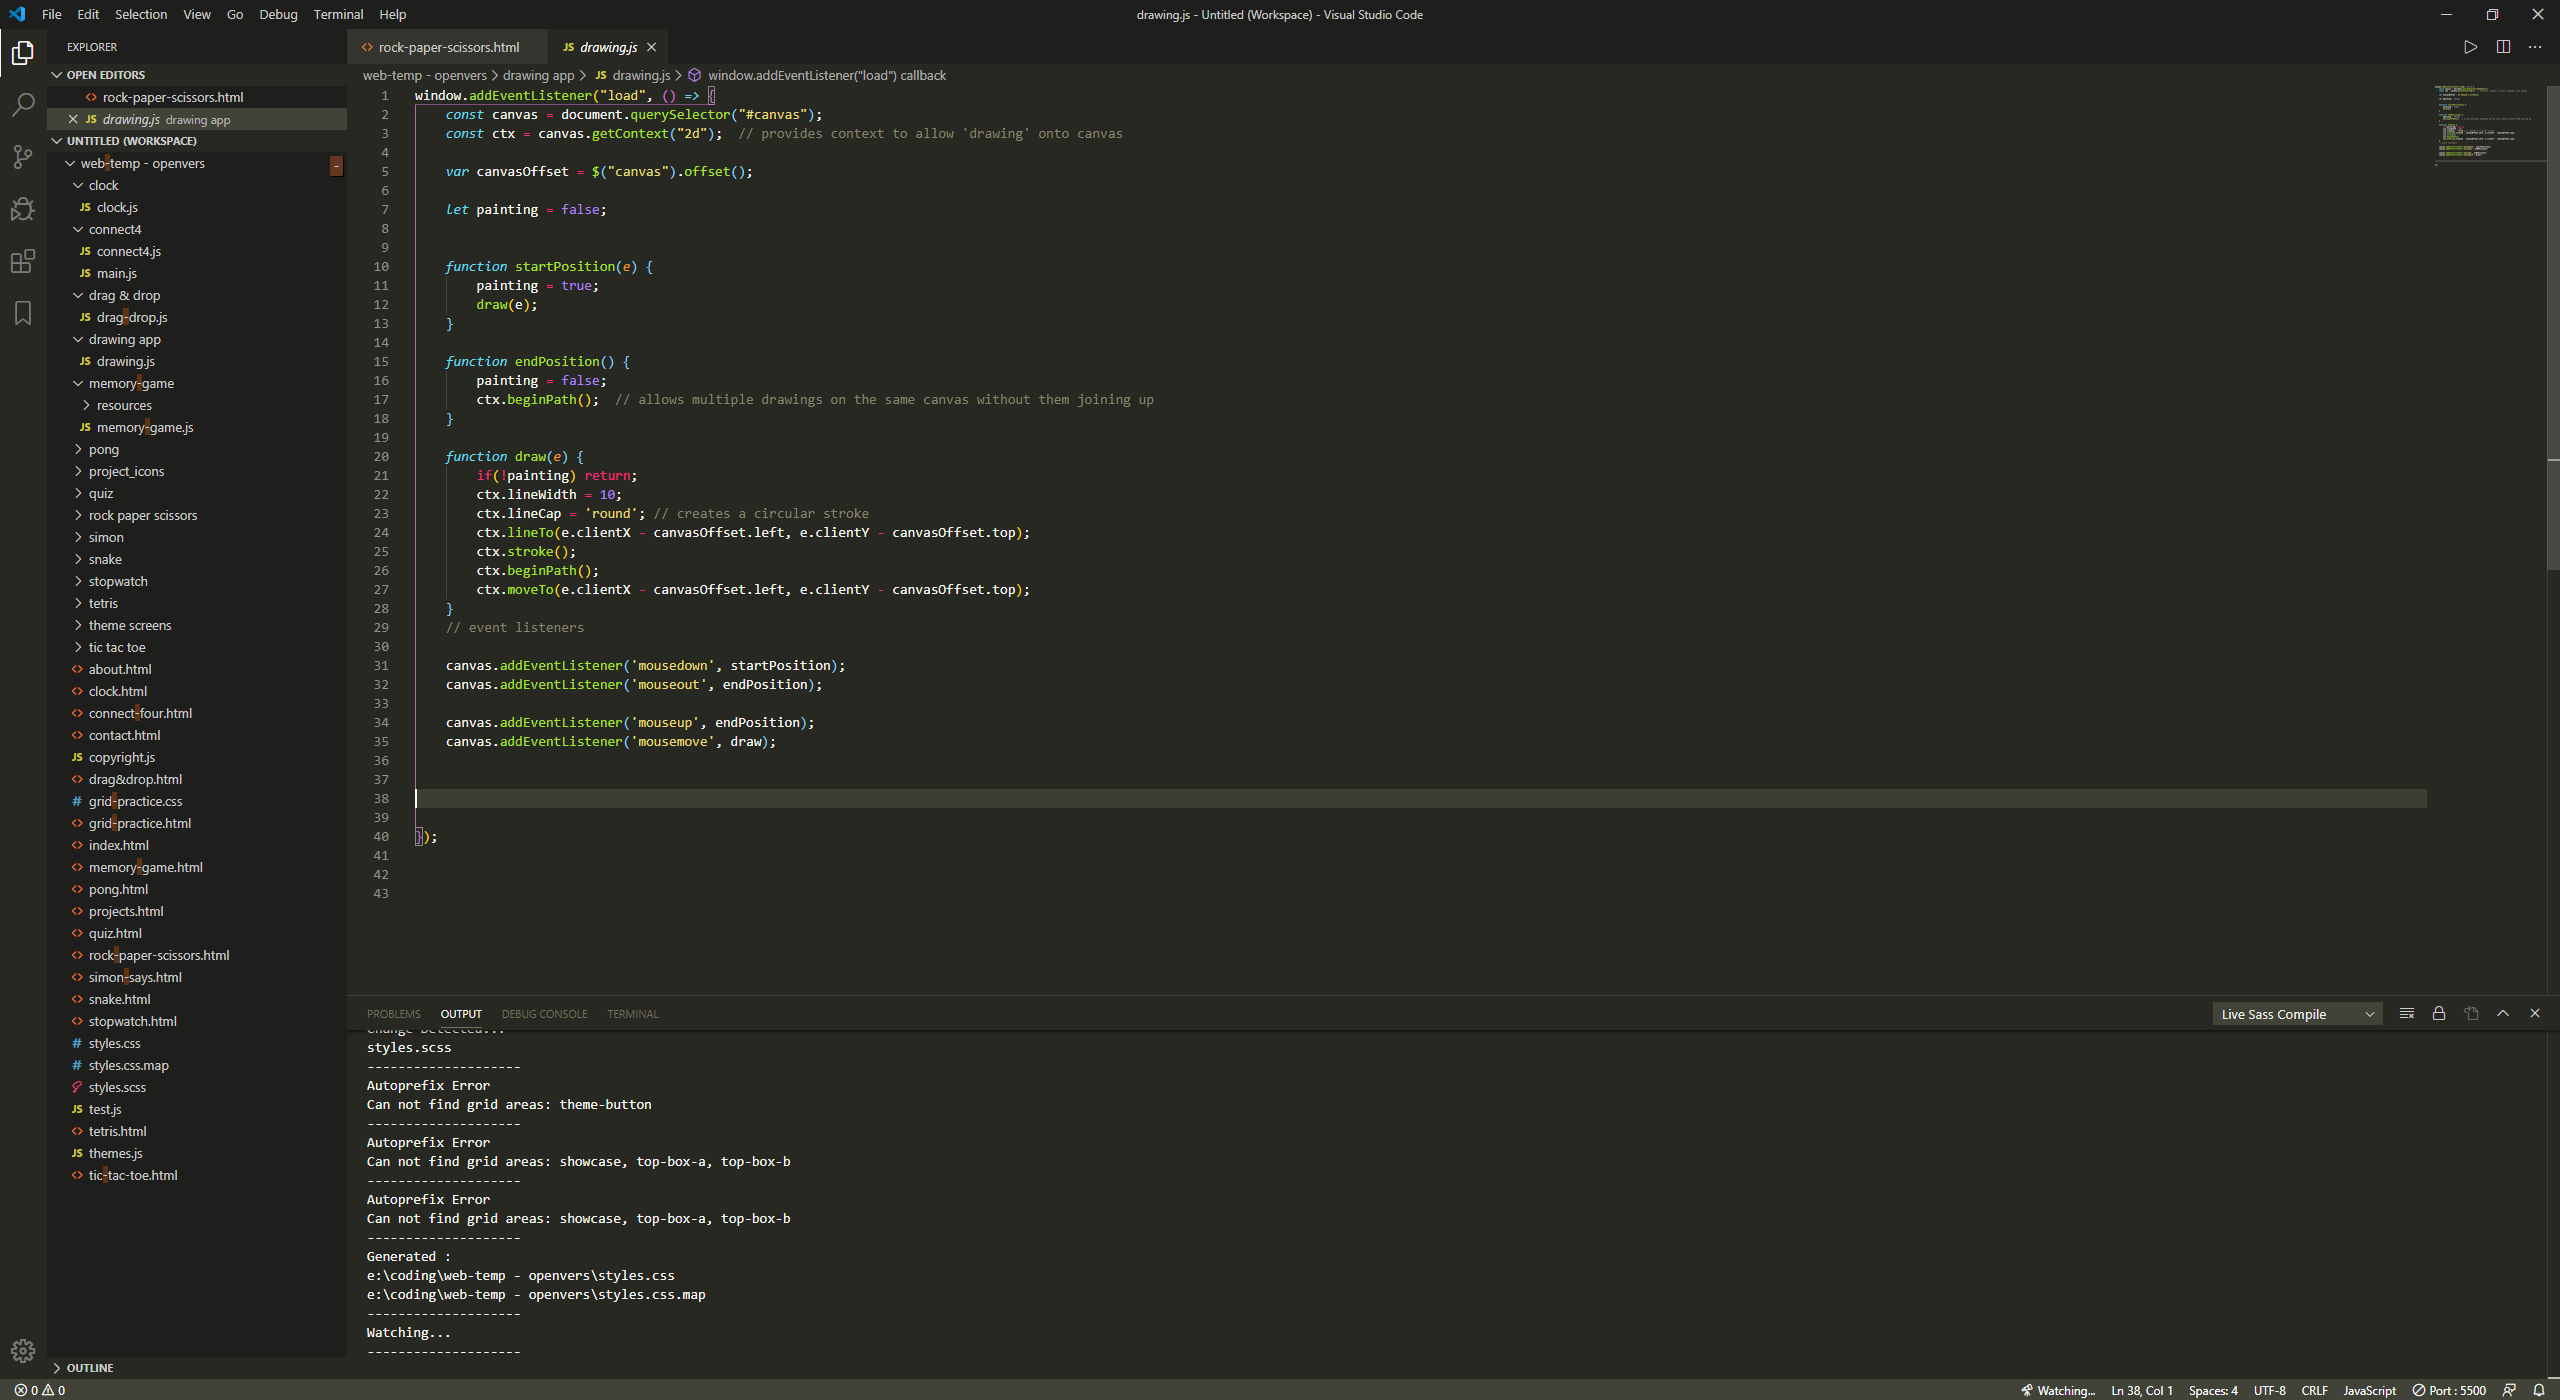 File Edit Selection View Go Debug Terminal Help
drawing.js - Untitled (Workspace) - Visual Studio Code
EXPLORER
OPEN EDITORS
rock-paper-scissors.html
drawing.js drawing app
UNTITLED (WORKSPACE)
web-temp - openvers
clock
JS clock.js
connect4
JS connect4.js
JS main.js
drag & drop
JS drag-drop.js
drawing app
JS drawing.js
memory-game
resources
JS memory-game.js
pong
project_icons
quiz
rock paper scissors
simon
snake
stopwatch
tetris
theme screens
tic tac toe
about.html
clock.html
connect-four.html
contact.html
JS copyright.js
drag&drop.html
# grid-practice.css
grid-practice.html
index.html
memory-game.html
pong.html
projects.html
quiz.html
rock-paper-scissors.html
simon-says.html
snake.html
stopwatch.html
# styles.css
# styles.css.map
styles.scss
JS test.js
tetris.html
JS themes.js
tic-tac-toe.html
OUTLINE
rock-paper-scissors.html JS drawing.js
web-temp - openvers > drawing app > JS drawing.js > window.addEventListener("load") callback
1 window.addEventListener("load", () => {
2 const canvas = document.querySelector("#canvas");
3 const ctx = canvas.getContext("2d"); // provides context to allow 'drawing' onto canvas
4
5 var canvasOffset = $("canvas").offset();
6
7 let painting = false;
8
9
10 function startPosition(e) {
11 painting = true;
12 draw(e);
13 }
14
15 function endPosition() {
16 painting = false;
17 ctx.beginPath(); // allows multiple drawings on the same canvas without them joining up
18 }
19
20 function draw(e) {
21 if(!painting) return;
22 ctx.lineWidth = 10;
23 ctx.lineCap = 'round'; // creates a circular stroke
24 ctx.lineTo(e.clientX - canvasOffset.left, e.clientY - canvasOffset.top);
25 ctx.stroke();
26 ctx.beginPath();
27 ctx.moveTo(e.clientX - canvasOffset.left, e.clientY - canvasOffset.top);
28 }
29 // event listeners
30
31 canvas.addEventListener('mousedown', startPosition);
32 canvas.addEventListener('mouseout', endPosition);
33
34 canvas.addEventListener('mouseup', endPosition);
35 canvas.addEventListener('mousemove', draw);
36
37
38
39
40 });
41
42
43
PROBLEMS OUTPUT DEBUG CONSOLE TERMINAL
Live Sass Compile
Change Detected...
styles.scss
--------------------
Autoprefix Error
Can not find grid areas: theme-button
--------------------
Autoprefix Error
Can not find grid areas: showcase, top-box-a, top-box-b
--------------------
Autoprefix Error
Can not find grid areas: showcase, top-box-a, top-box-b
--------------------
Generated :
e:\coding\web-temp - openvers\styles.css
e:\coding\web-temp - openvers\styles.css.map
--------------------
Watching...
--------------------
0 0
Watching... Ln 38, Col 1 Spaces: 4 UTF-8 CRLF JavaScript Port : 5500